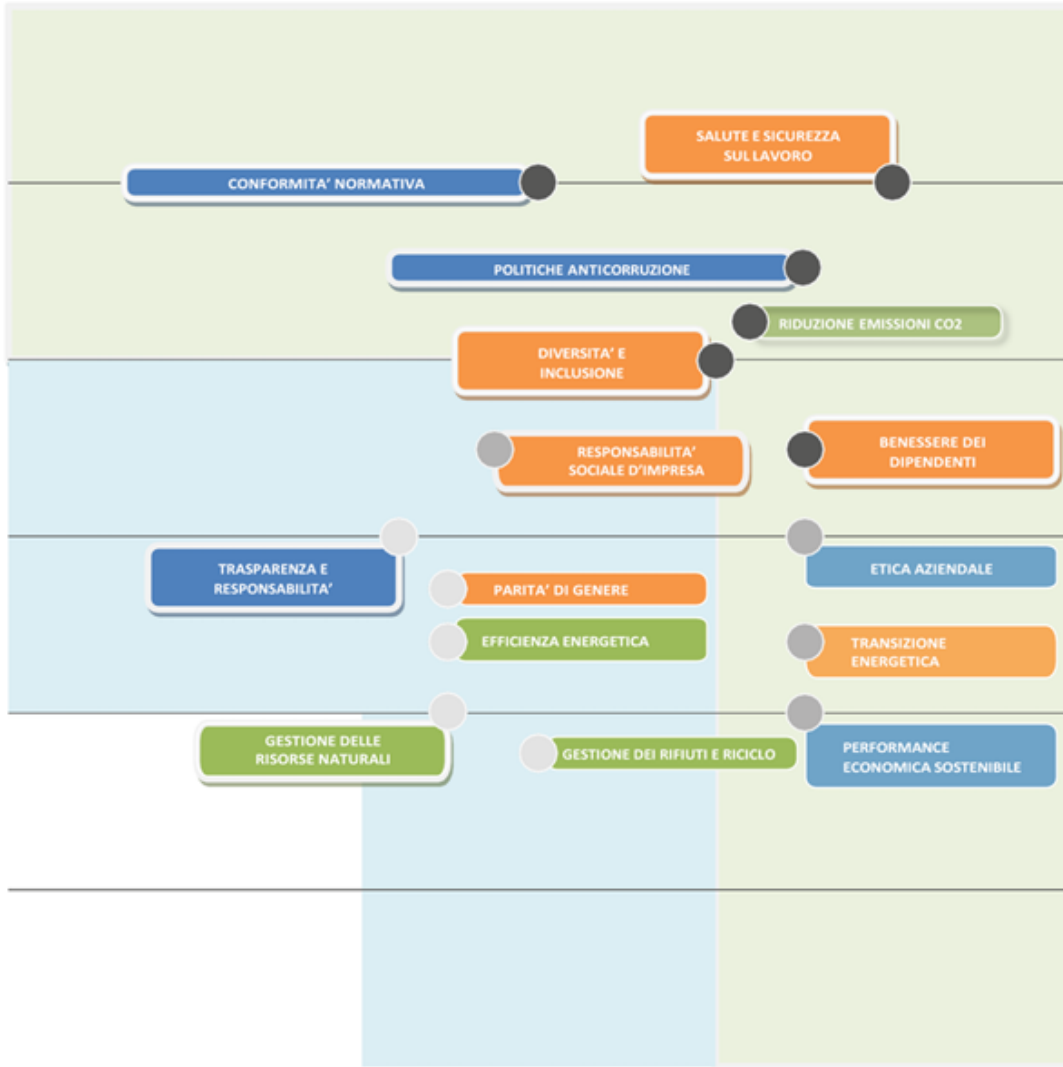 SALUTE E SICUREZZA
SUL LAVORO
CONFORMITA’ NORMATIVA
POLITICHE ANTICORRUZIONE
RIDUZIONE EMISSIONI CO2
DIVERSITA’ E
INCLUSIONE
RESPONSABILITA’
SOCIALE D’IMPRESA
BENESSERE DEI
DIPENDENTI
TRASPARENZA E
RESPONSABILITA’
ETICA AZIENDALE
PARITA’ DI GENERE
EFFICIENZA ENERGETICA
TRANSIZIONE
ENERGETICA
GESTIONE DELLE
RISORSE NATURALI
GESTIONE DEI RIFIUTI E RICICLO
PERFORMANCE
ECONOMICA SOSTENIBILE